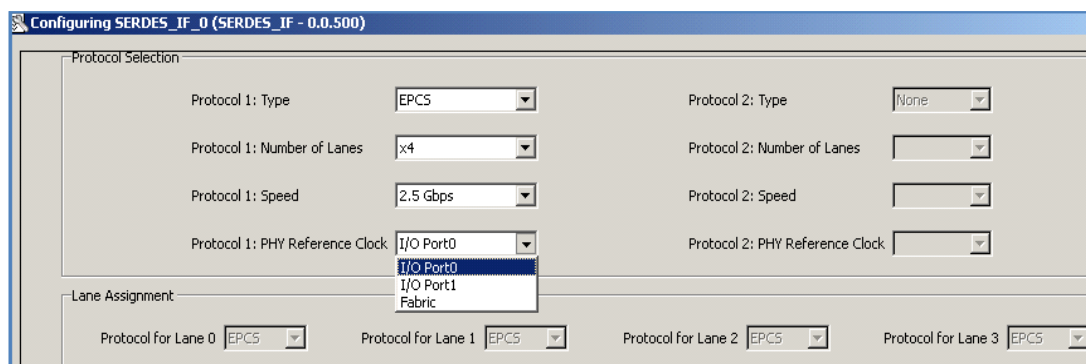 Configuring SERDES_IF_0 (SERDES_IF - 0.0.500)
Protocol Selection
Protocol 1: Type EPCS Protocol 2: Type None
Protocol 1: Number of Lanes x4 Protocol 2: Number of Lanes
Protocol 1: Speed 2.5 Gbps Protocol 2: Speed
Protocol 1: PHY Reference Clock I/O Port0 Protocol 2: PHY Reference Clock
I/O Port0
I/O Port1
Fabric
Lane Assignment
Protocol for Lane 0 EPCS Protocol for Lane 1 EPCS Protocol for Lane 2 EPCS Protocol for Lane 3 EPCS